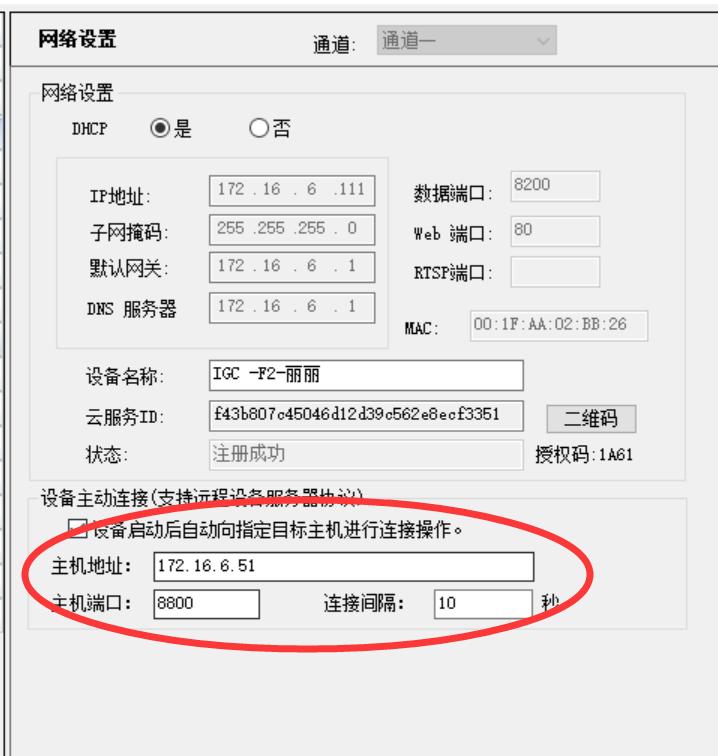 网络设置
通道: 通道一
网络设置
DHCP 是 否
IP地址: 172 . 16 . 6 .111
数据端口: 8200
子网掩码: 255 .255 .255 . 0
Web 端口: 80
默认网关: 172 . 16 . 6 . 1
RTSP端口:
DNS 服务器 172 . 16 . 6 . 1
MAC: 00:1F:AA:02:BB:26
设备名称: IGC -F2-丽丽
云服务ID: f43b807c45046d12d39c562e8ecf3351 二维码
状态: 注册成功 授权码:1A61
设备主动连接(支持远程设备服务器协议)
设备启动后自动向指定目标主机进行连接操作。
主机地址: 172.16.6.51
主机端口: 8800 连接间隔: 10 秒